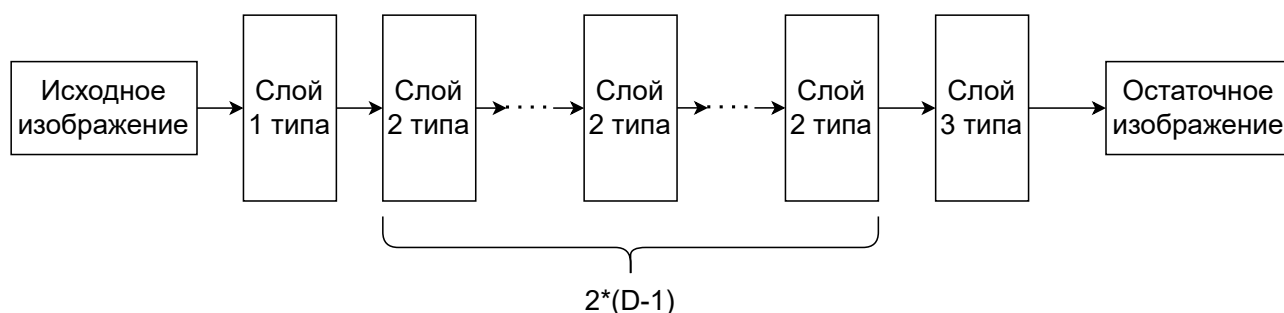 Исходное
изображение
Слой
1 типа
Слой
2 типа
Слой
2 типа
Слой
2 типа
Слой
3 типа
Остаточное
изображение
2*(D-1)